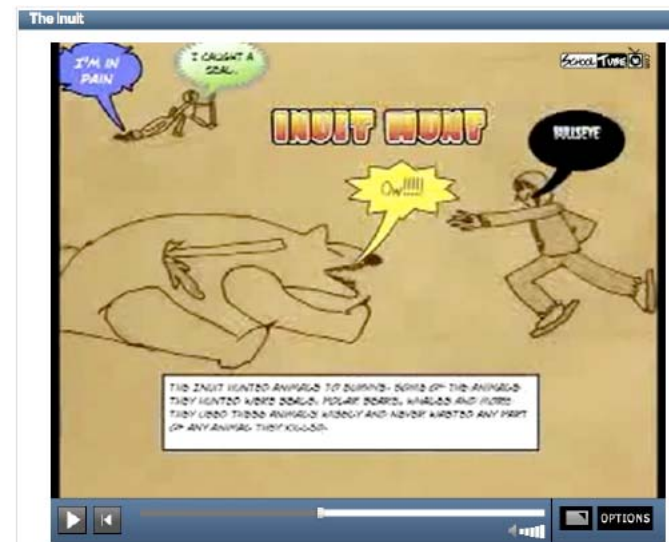 The Inuit
I'M IN
PAIN
I CAUGHT A
SEAL.
SCHOOL TUBE
INUIT HUNT
BULLSEYE
OW!!!!!
THE INUIT HUNTED ANIMALS TO SURVIVE. SOME OF THE ANIMALS
THEY HUNTED WERE SEALS, POLAR BEARS, WHALES AND MORE
THEY USED THESE ANIMALS WISELY AND NEVER WASTED ANY PART
OF ANY ANIMAL THEY KILLED.
OPTIONS